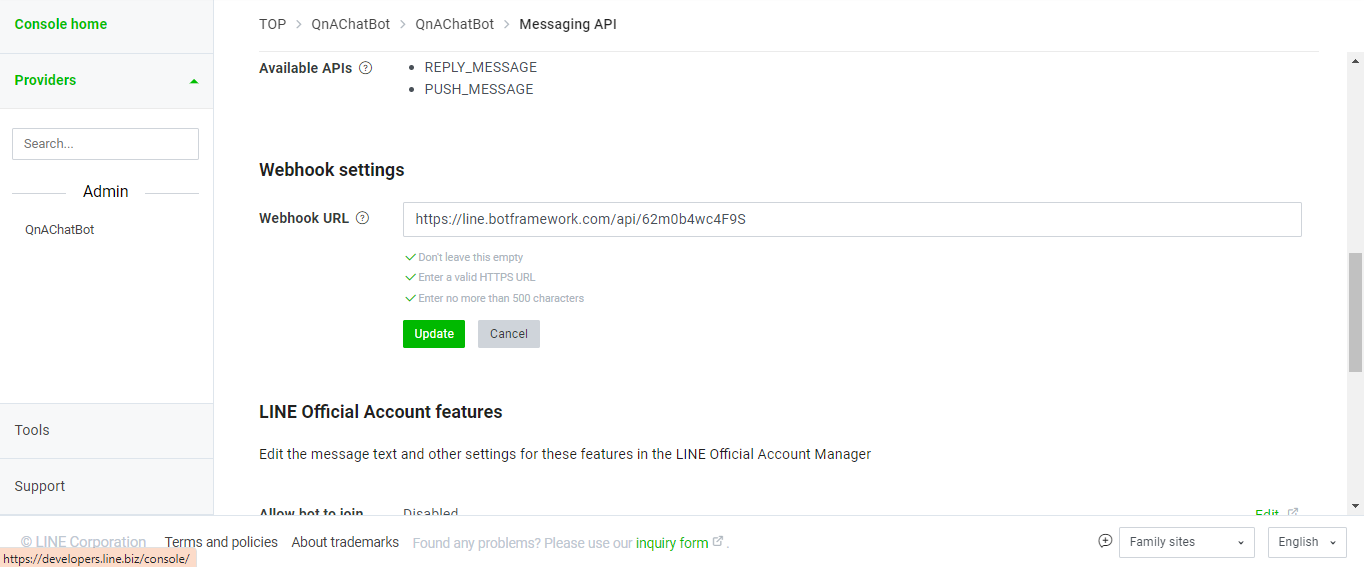 Console home
TOP > QnAChatBot > QnAChatBot > Messaging API
Providers
Search...
Admin
QnAChatBot
Tools
Support
Available APIs ?
• REPLY_MESSAGE
• PUSH_MESSAGE
Webhook settings
Webhook URL ?
https://line.botframework.com/api/62m0b4wc4F9S
Don't leave this empty
Enter a valid HTTPS URL
Enter no more than 500 characters
Update Cancel
LINE Official Account features
Edit the message text and other settings for these features in the LINE Official Account Manager
Allow bot to join Disabled Edit
© LINE Corporation Terms and policies About trademarks Found any problems? Please use our inquiry form. Family sites English
https://developers.line.biz/console/